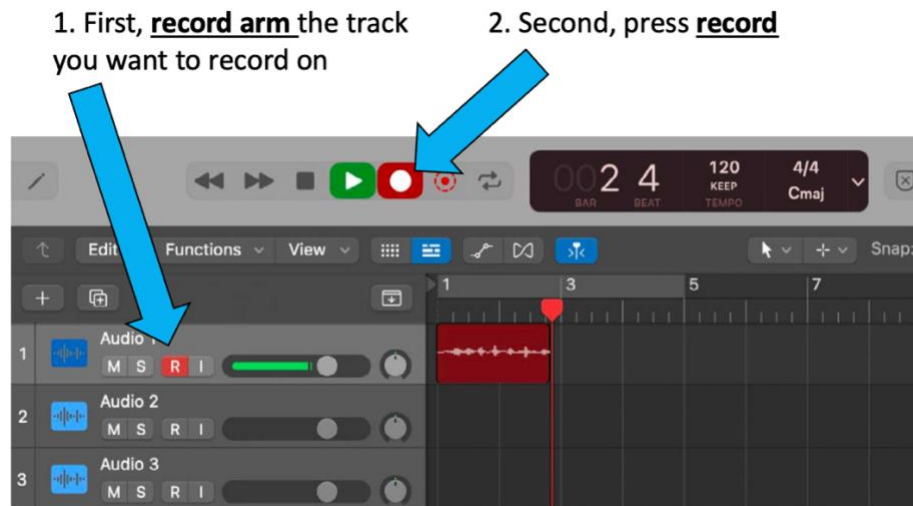 1. First, record arm the track
you want to record on
2. Second, press record
002 4
BAR BEAT
120
KEEP
TEMPO
4/4
Cmaj
Edit Functions View
Snap:
1 3 5 7
1 Audio 1
M S R I
2 Audio 2
M S R I
3 Audio 3
M S R I